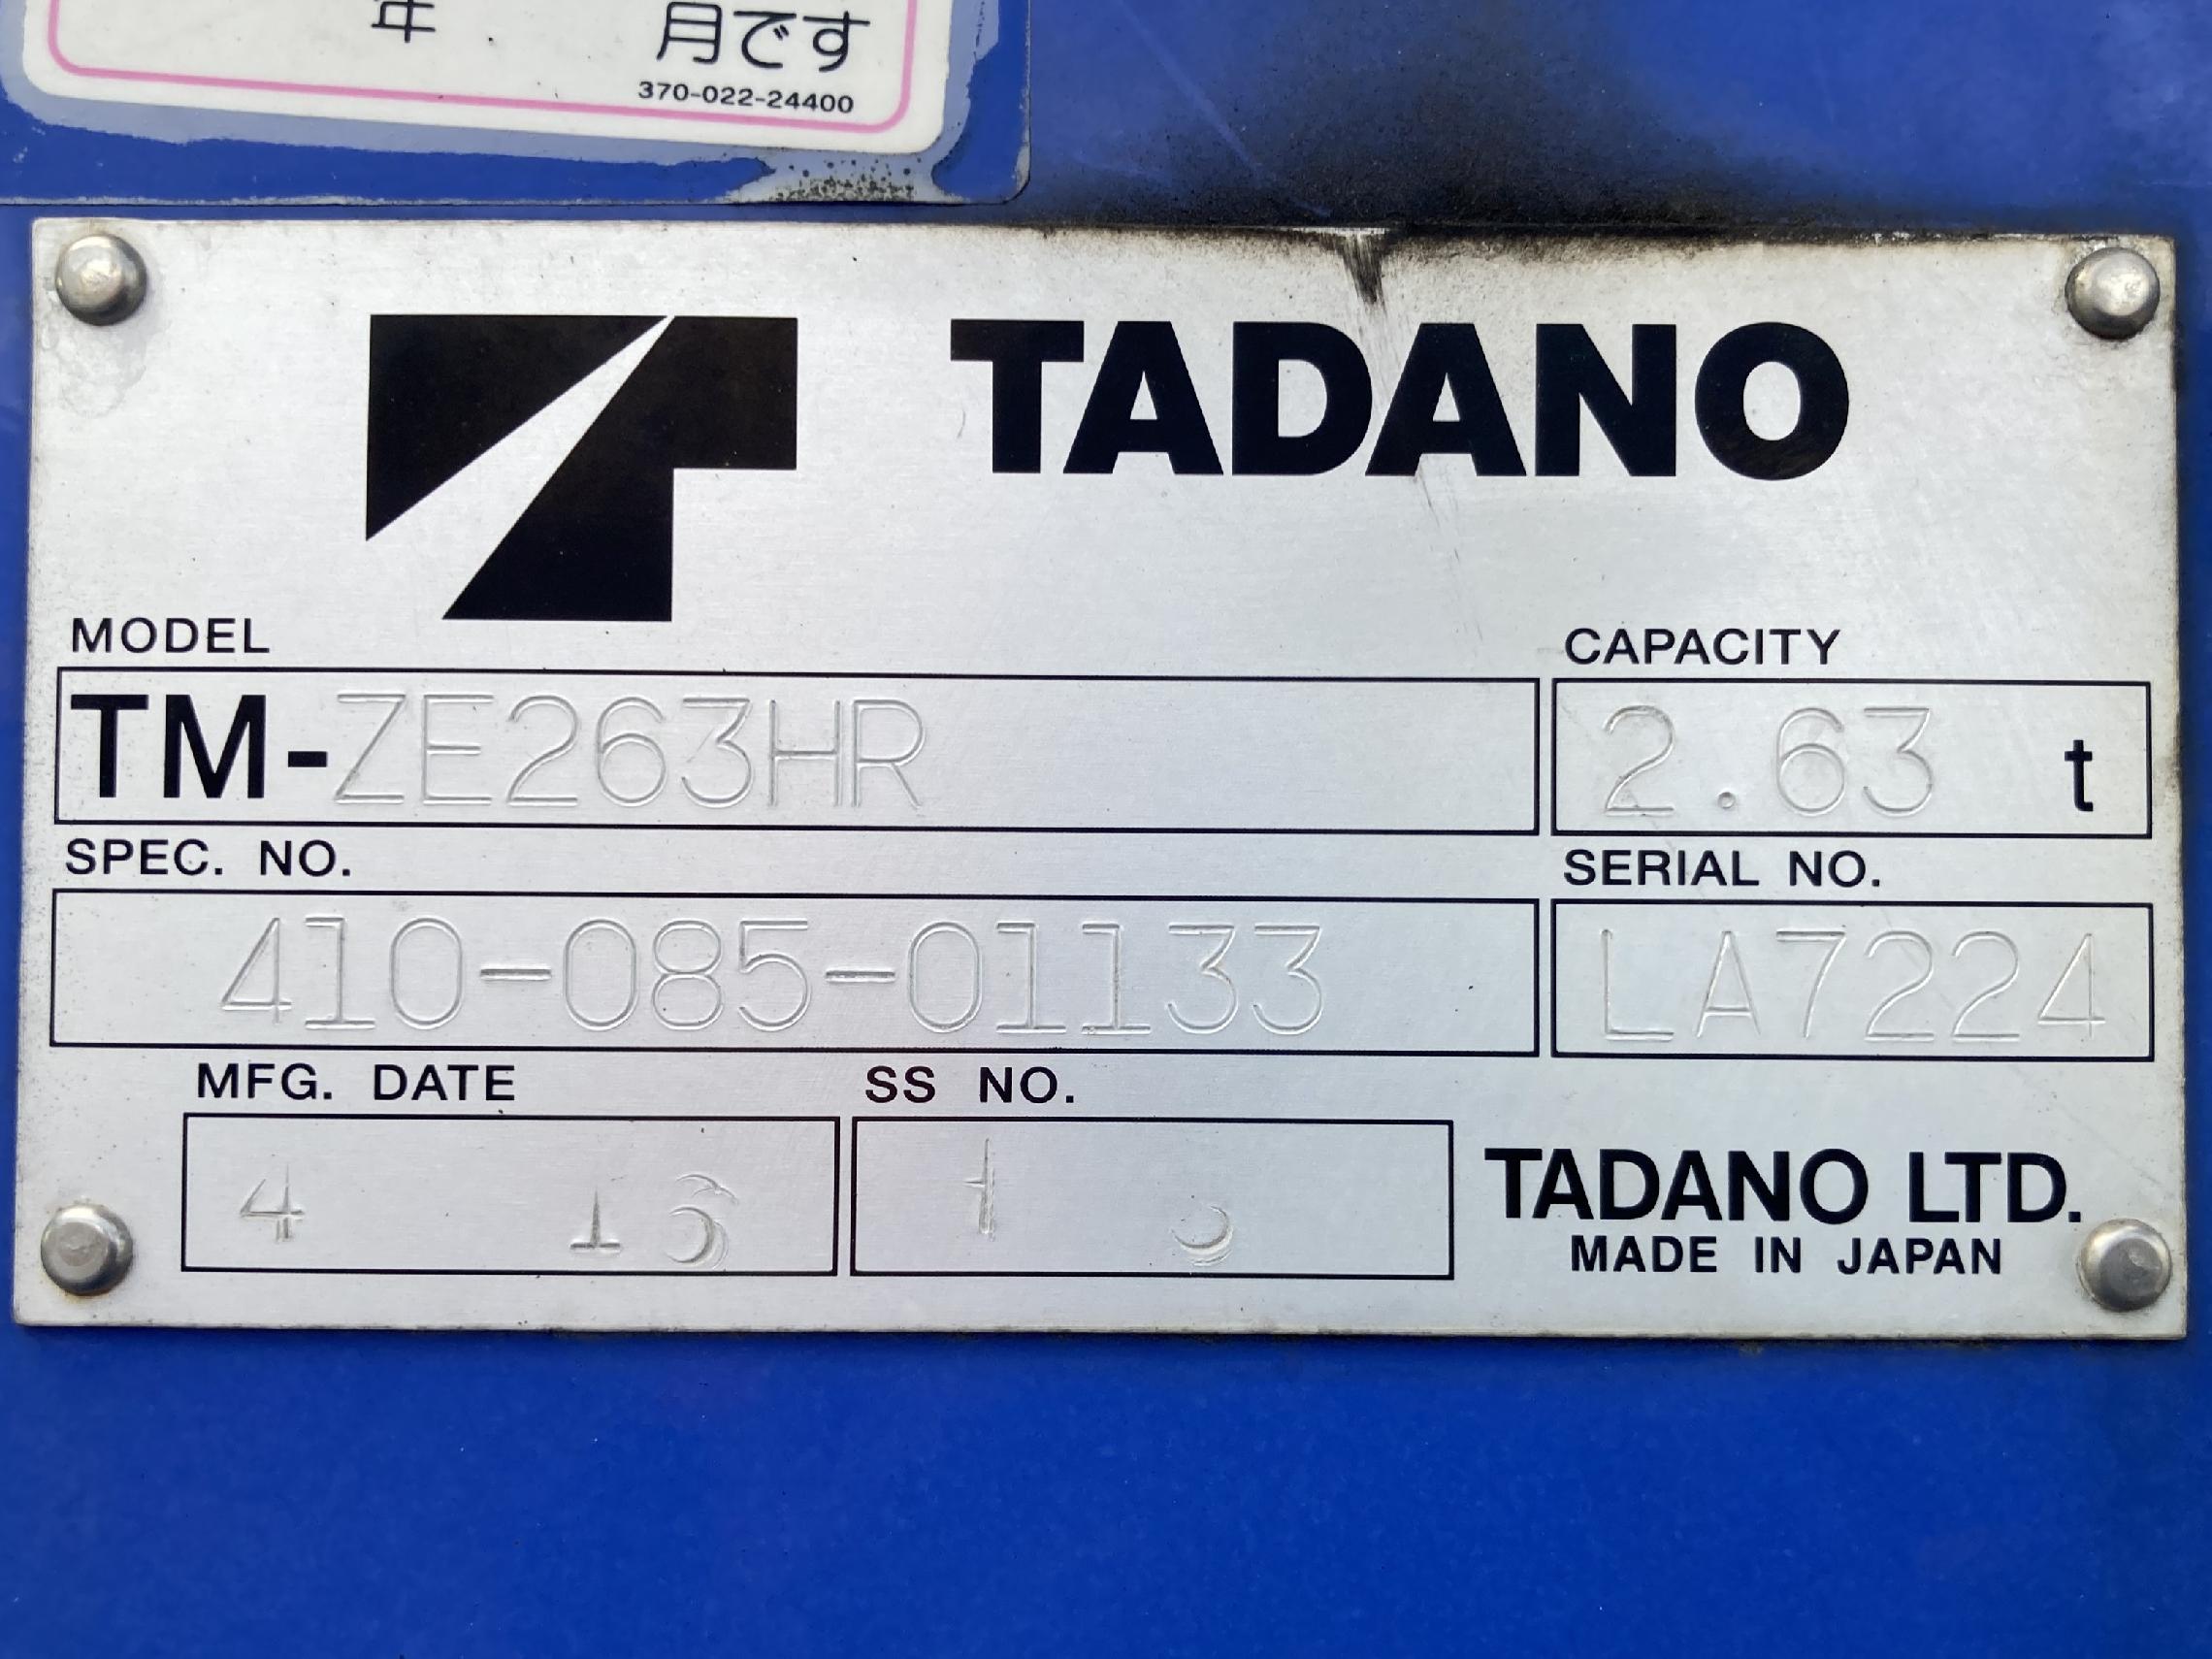 年 月です
370-022-24400
TADANO
MODEL CAPACITY
TM-ZE263HR 2.63 t
SPEC. NO. SERIAL NO.
410-085-01133 LA7224
MFG. DATE SS NO.
4
TADANO LTD.
MADE IN JAPAN